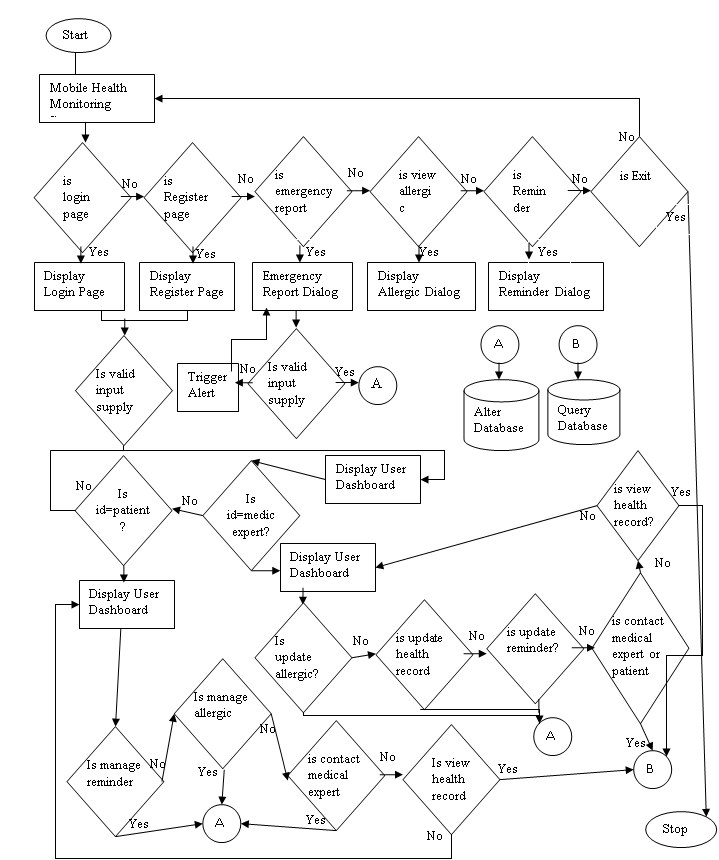 Start
Mobile Health
Monitoring
No
is
login
page
No
is
Register
page
No
is
emergency
report
No
is view
allergi
c
No
is
Remin
der
No
is Exit
Yes
Yes
Yes
Yes
Yes
Yes
Display
Login Page
Display
Register Page
Emergency
Report Dialog
Display
Allergic Dialog
Display
Reminder Dialog
Is valid
input
supply
Trigger
Alert
No
Is valid
input
supply
Yes
A
A
B
Alter
Database
Query
Database
Display User
Dashboard
No
Is
id=patient
?
No
Is
id=medic
expert?
is view
health
record?
Yes
No
Display User
Dashboard
No
Display User
Dashboard
Is
update
allergic?
No
is update
health
record
No
is update
reminder?
No
is contact
medical
expert or
patient
Yes
A
B
Is manage
reminder
No
Yes
Is manage
allergic
No
Yes
A
is contact
medical
expert
No
Yes
Is view
health
record
Yes
No
Stop